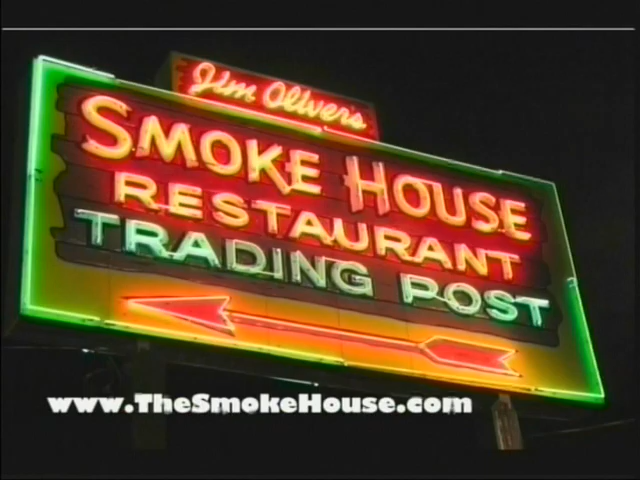 Jim Oliver's
SMOKE HOUSE
RESTAURANT
TRADING POST
www.TheSmokeHouse.com